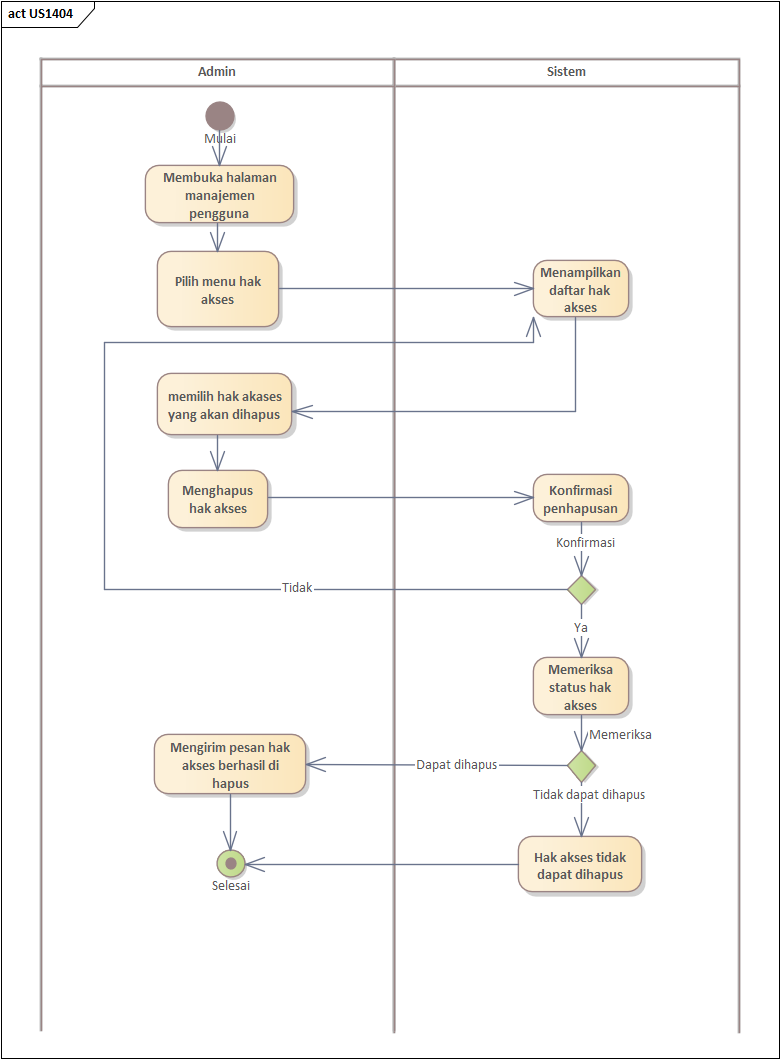 act US1404
Admin
Sistem
Mulai
Membuka halaman
manajemen
pengguna
Pilih menu hak
akses
Menampilkan
daftar hak
akses
memilih hak akases
yang akan dihapus
Menghapus
hak akses
Konfirmasi
penhapusan
Konfirmasi
Tidak
Ya
Memeriksa
status hak
akses
Memeriksa
Mengirim pesan hak
akses berhasil di
hapus
Dapat dihapus
Tidak dapat dihapus
Hak akses tidak
dapat dihapus
Selesai